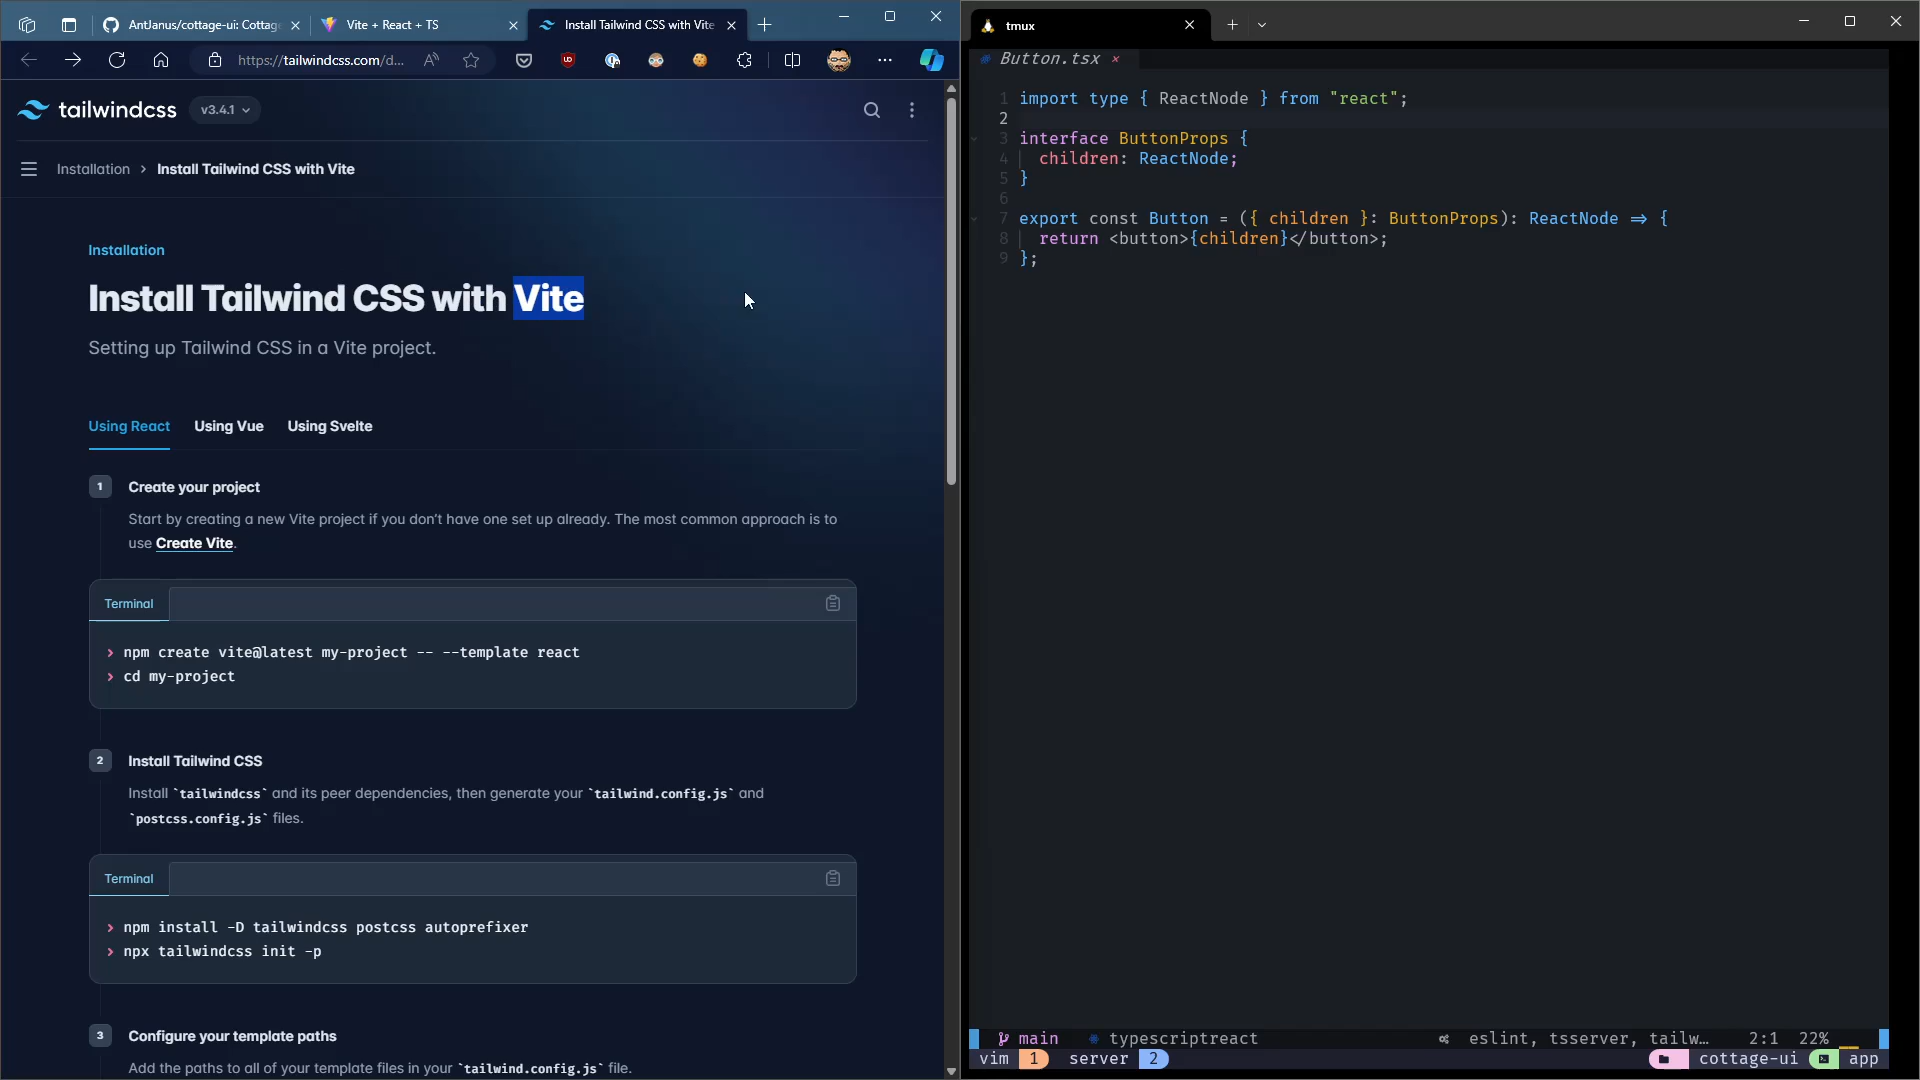 AntJanus/cottage-ui: Cottag
Vite + React + TS
Install Tailwind CSS with Vite
https://tailwindcss.com/d...
tailwindcss
v3.4.1
Installation > Install Tailwind CSS with Vite
Installation
Install Tailwind CSS with Vite
Setting up Tailwind CSS in a Vite project.
Using React Using Vue Using Svelte
1 Create your project
Start by creating a new Vite project if you don't have one set up already. The most common approach is to
use Create Vite.
Terminal
> npm create vite@latest my-project -- --template react
> cd my-project
2 Install Tailwind CSS
Install `tailwindcss` and its peer dependencies, then generate your `tailwind.config.js` and
`postcss.config.js` files.
Terminal
> npm install -D tailwindcss postcss autoprefixer
> npx tailwindcss init -p
3 Configure your template paths
Add the paths to all of your template files in your `tailwind.config.js` file.
tmux
Button.tsx ×
1 import type { ReactNode } from "react";
2
3 interface ButtonProps {
4 children: ReactNode;
5 }
6
7 export const Button = ({ children }: ButtonProps): ReactNode => {
8 return <button>{children}</button>;
9 };
main typescriptreact eslint, tsserver, tailw… 2:1 22%
vim 1 server 2 cottage-ui app